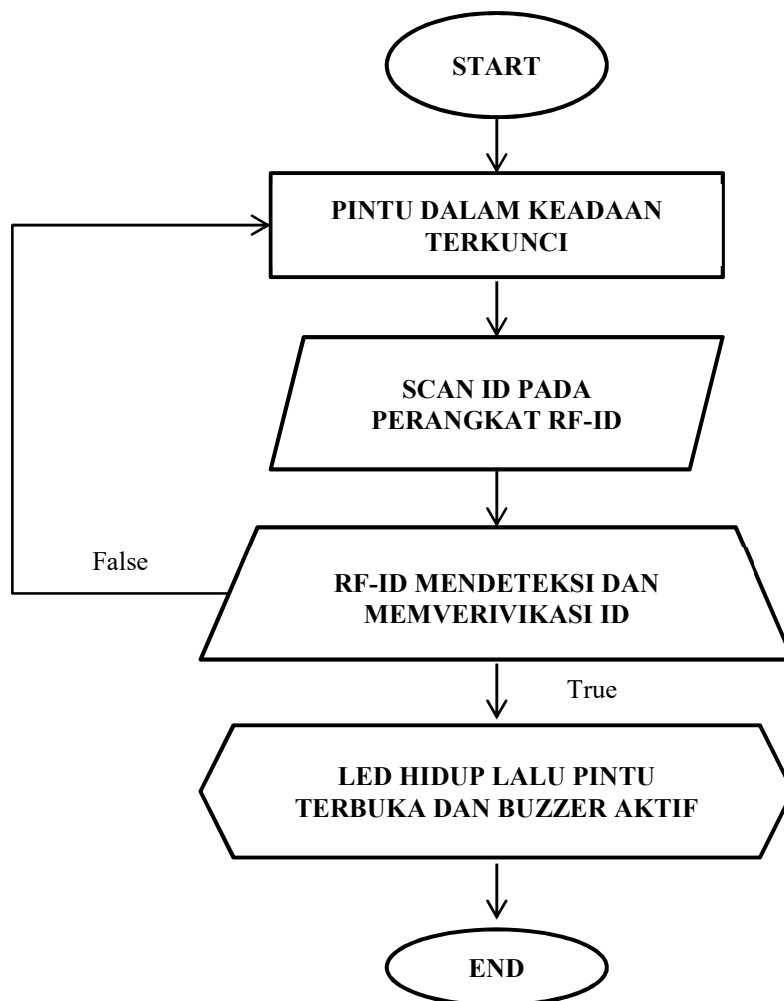 START
PINTU DALAM KEADAAN
TERKUNCI
SCAN ID PADA
PERANGKAT RF-ID
False
RF-ID MENDETEKSI DAN
MEMVERIVIKASI ID
True
LED HIDUP LALU PINTU
TERBUKA DAN BUZZER AKTIF
END